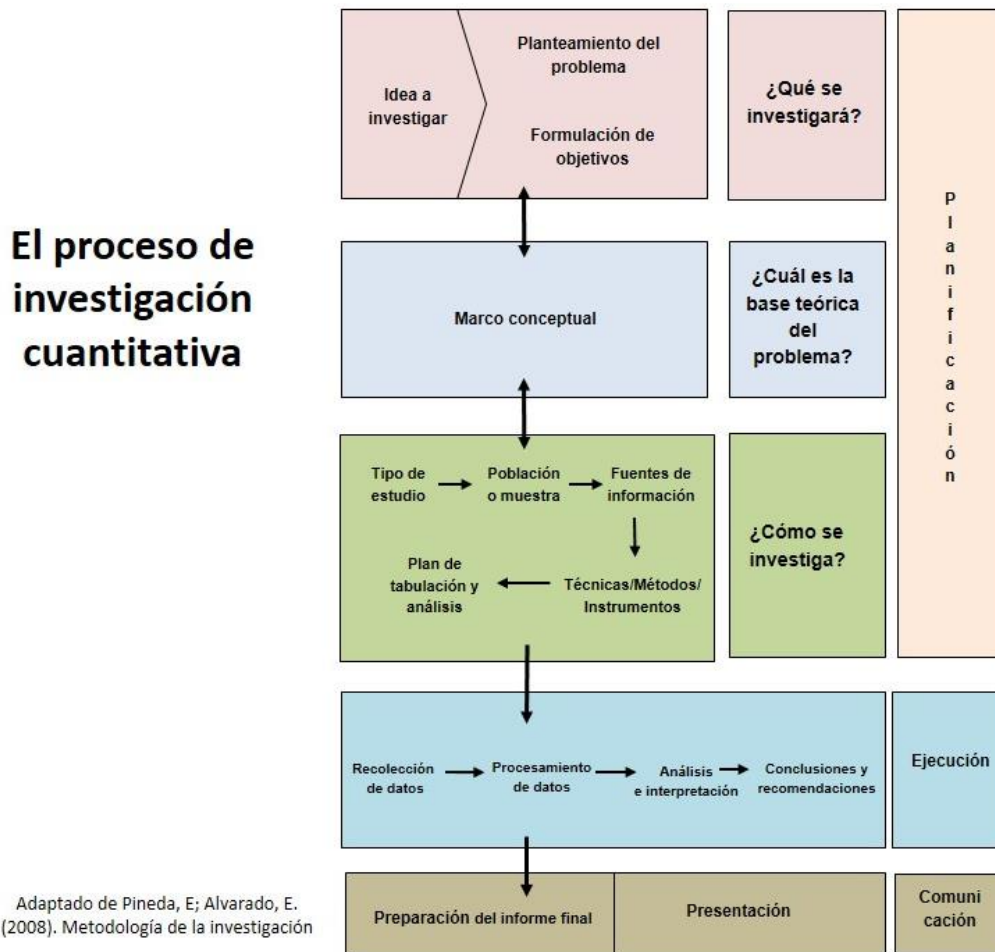 El proceso de
investigación
cuantitativa
Idea a
investigar
Planteamiento del
problema
Formulación de
objetivos
¿Qué se
investigará?
Planificación
Marco conceptual
¿Cuál es la
base teórica
del
problema?
Tipo de
estudio
Población
o muestra
Fuentes de
información
Técnicas/Métodos/
Instrumentos
Plan de
tabulación y
análisis
¿Cómo se
investiga?
Recolección
de datos
Procesamiento
de datos
Análisis
e interpretación
Conclusiones y
recomendaciones
Ejecución
Preparación del informe final
Presentación
Comuni
cación
Adaptado de Pineda, E; Alvarado, E.
(2008). Metodología de la investigación